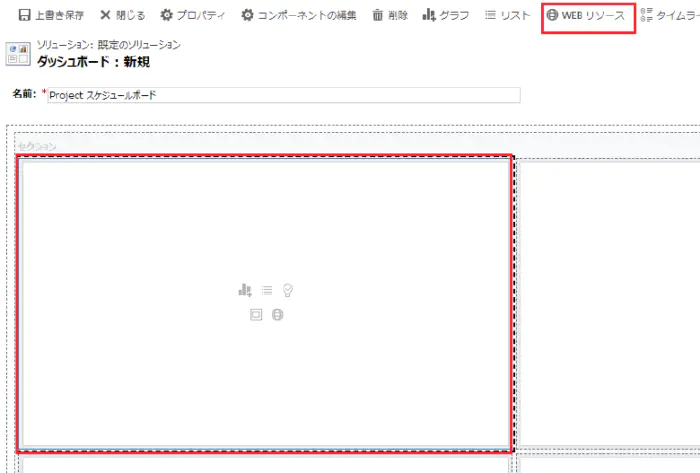 上書き保存 閉じる プロパティ コンポーネントの編集 削除 グラフ リスト WEB リソース タイムラ
ソリューション: 既定のソリューション
ダッシュボード : 新規
名前: *Project スケジュールボード
セクション